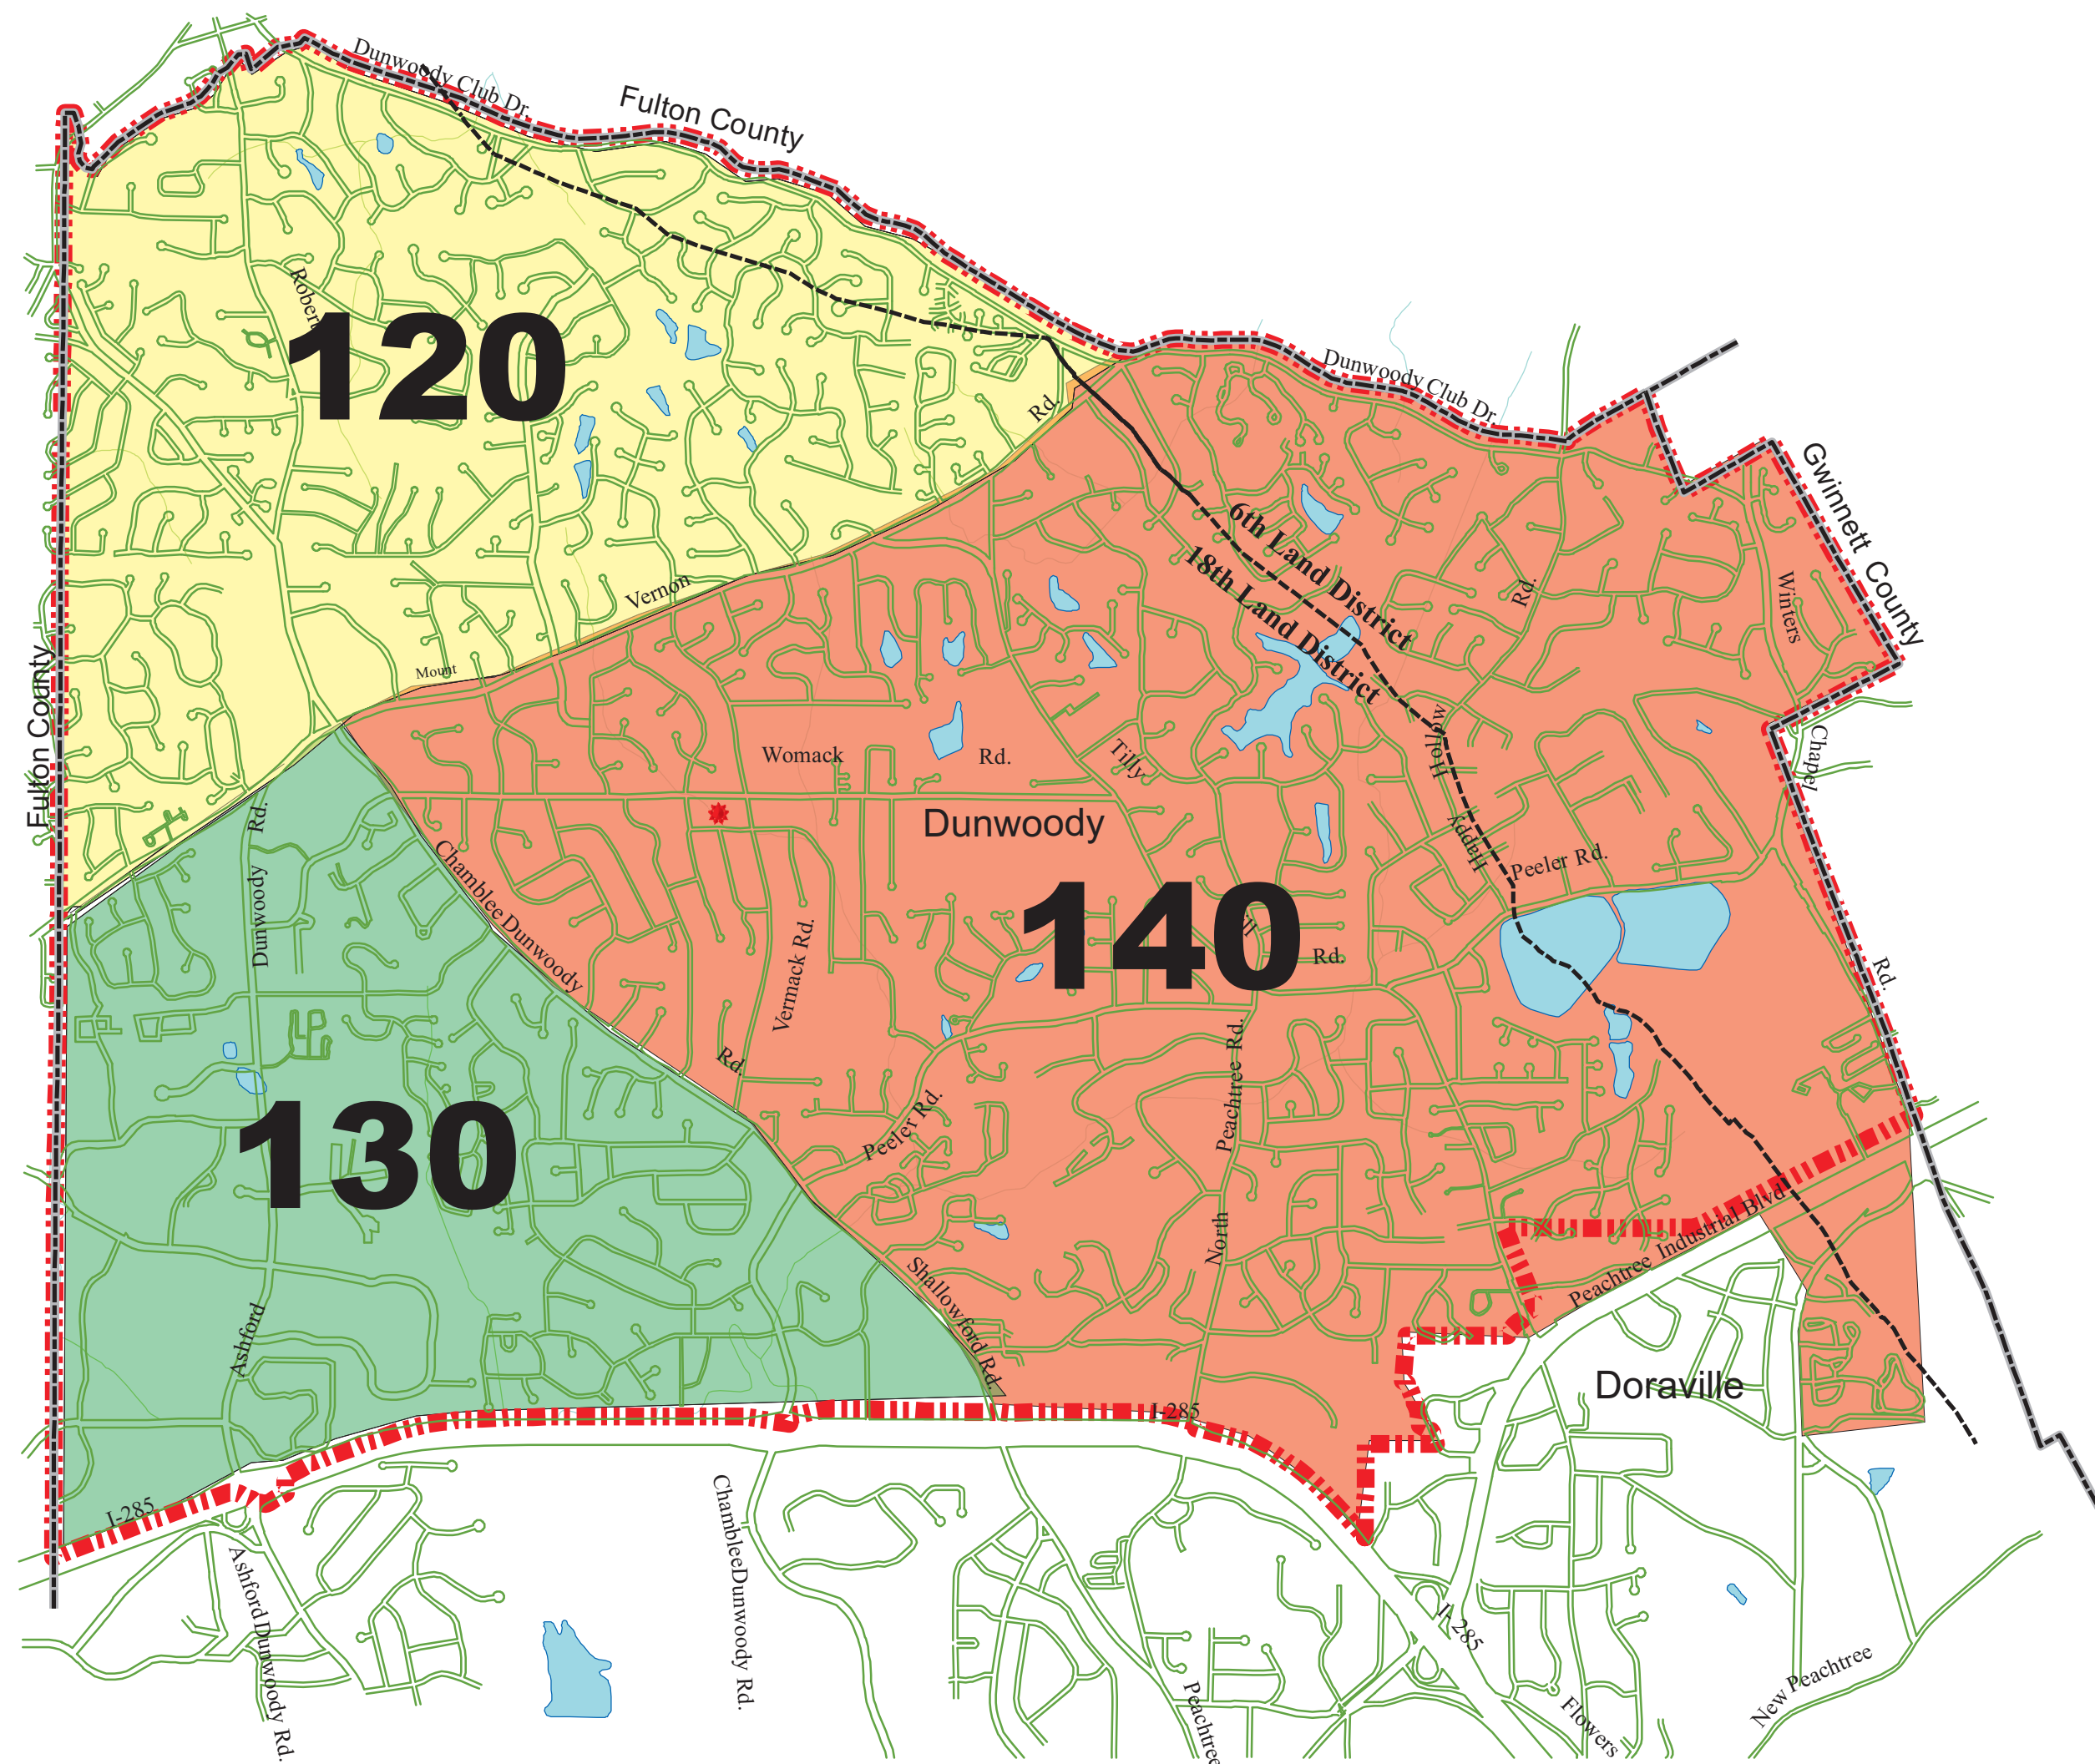 Dunwoody Club Dr.
Fulton County
Dunwoody Club Dr.
Gwinnett County
120
Rd.
Vernon
Mount
6th Land District
18th Land District
Rd.
Winters
Fulton County
Womack
Rd.
Tilly
Hollow
Chapel
Rd.
Dunwoody
Dunwoody
Happy
Peeler Rd.
Chamblee Dunwoody
140
Rd.
Dunwoody
Vermack Rd.
Rd.
Rd.
130
Peeler Rd.
North Peachtree Rd.
Peachtree Industrial Blvd
Shallowford Rd.
Ashford
Doraville
I-285
I-285
Ashford Dunwoody Rd.
Chamblee Dunwoody Rd.
I-285
Peachtree
Flowers
New Peachtree